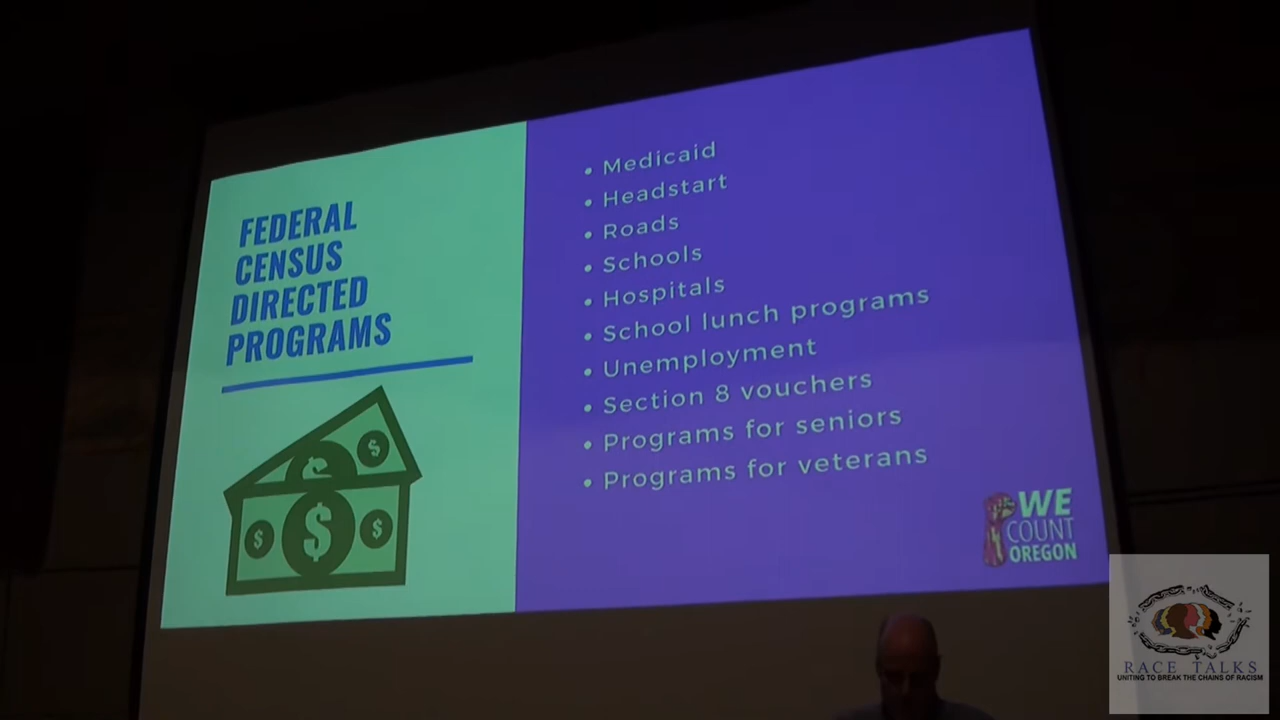 FEDERAL
CENSUS
DIRECTED
PROGRAMS
$
$
$
$
$
• Medicaid
• Headstart
• Roads
• Schools
• Hospitals
• School lunch programs
• Unemployment
• Section 8 vouchers
• Programs for seniors
• Programs for veterans
WE
COUNT
OREGON
RACE TALKS
UNITING TO BREAK THE CHAINS OF RACISM